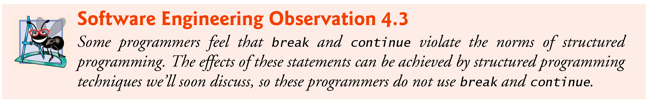 Software Engineering Observation 4.3
Some programmers feel that break and continue violate the norms of structured
programming. The effects of these statements can be achieved by structured programming
techniques we'll soon discuss, so these programmers do not use break and continue.